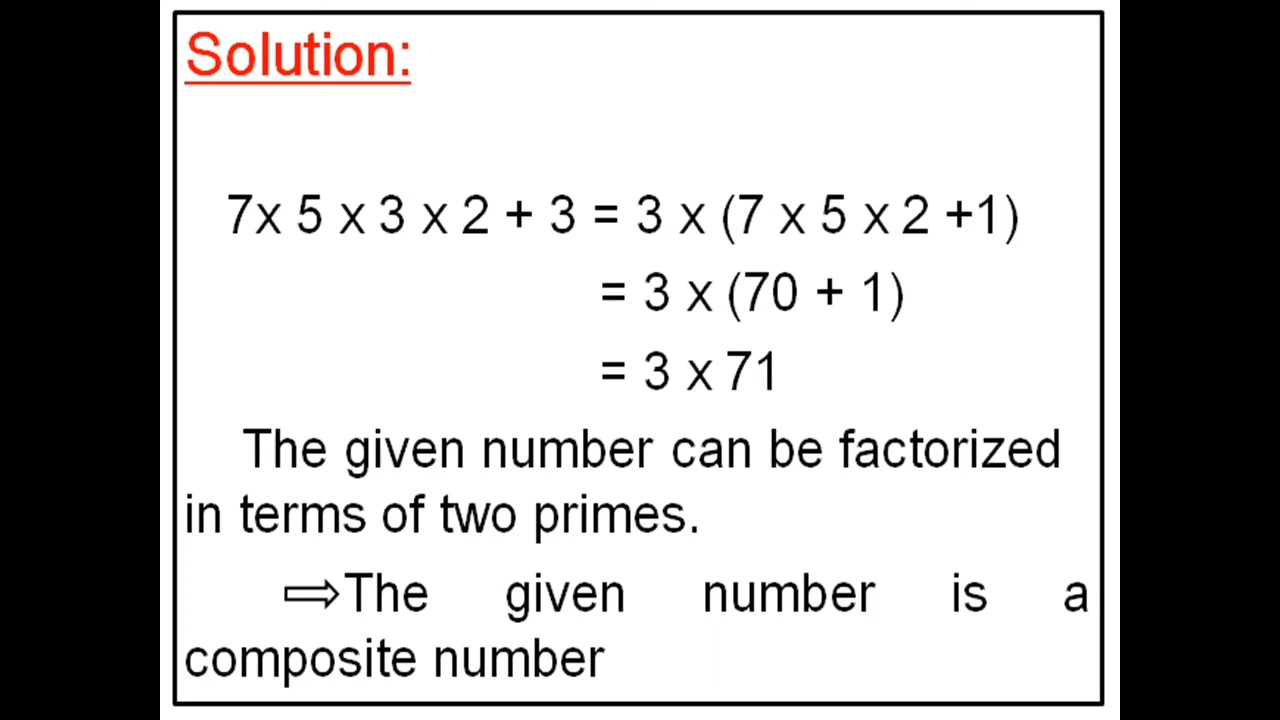 Solution:
7x 5 x 3 x 2 + 3 = 3 x (7 x 5 x 2 +1)
= 3 x (70 + 1)
= 3 x 71
The given number can be factorized
in terms of two primes.
⇨The given number is a
composite number